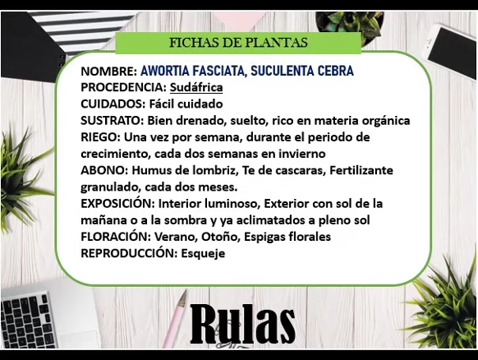 FICHAS DE PLANTAS
NOMBRE: AWORTIA FASCIATA, SUCULENTA CEBRA
PROCEDENCIA: Sudáfrica
CUIDADOS: Fácil cuidado
SUSTRATO: Bien drenado, suelto, rico en materia orgánica
RIEGO: Una vez por semana, durante el periodo de
crecimiento, cada dos semanas en invierno
ABONO: Humus de lombriz, Te de cascaras, Fertilizante
granulado, cada dos meses.
EXPOSICIÓN: Interior luminoso, Exterior con sol de la
mañana o a la sombra y ya aclimatados a pleno sol
FLORACIÓN: Verano, Otoño, Espigas florales
REPRODUCCIÓN: Esqueje
Rulas